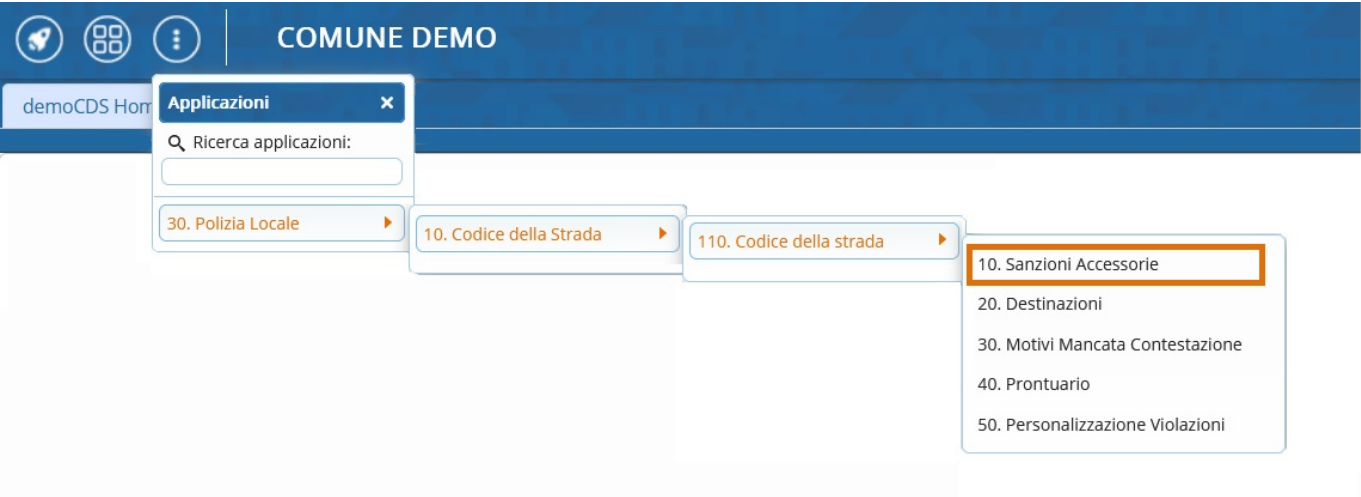 COMUNE DEMO
demoCDS Hom
Applicazioni
Ricerca applicazioni:
30. Polizia Locale
10. Codice della Strada
110. Codice della strada
10. Sanzioni Accessorie
20. Destinazioni
30. Motivi Mancata Contestazione
40. Prontuario
50. Personalizzazione Violazioni